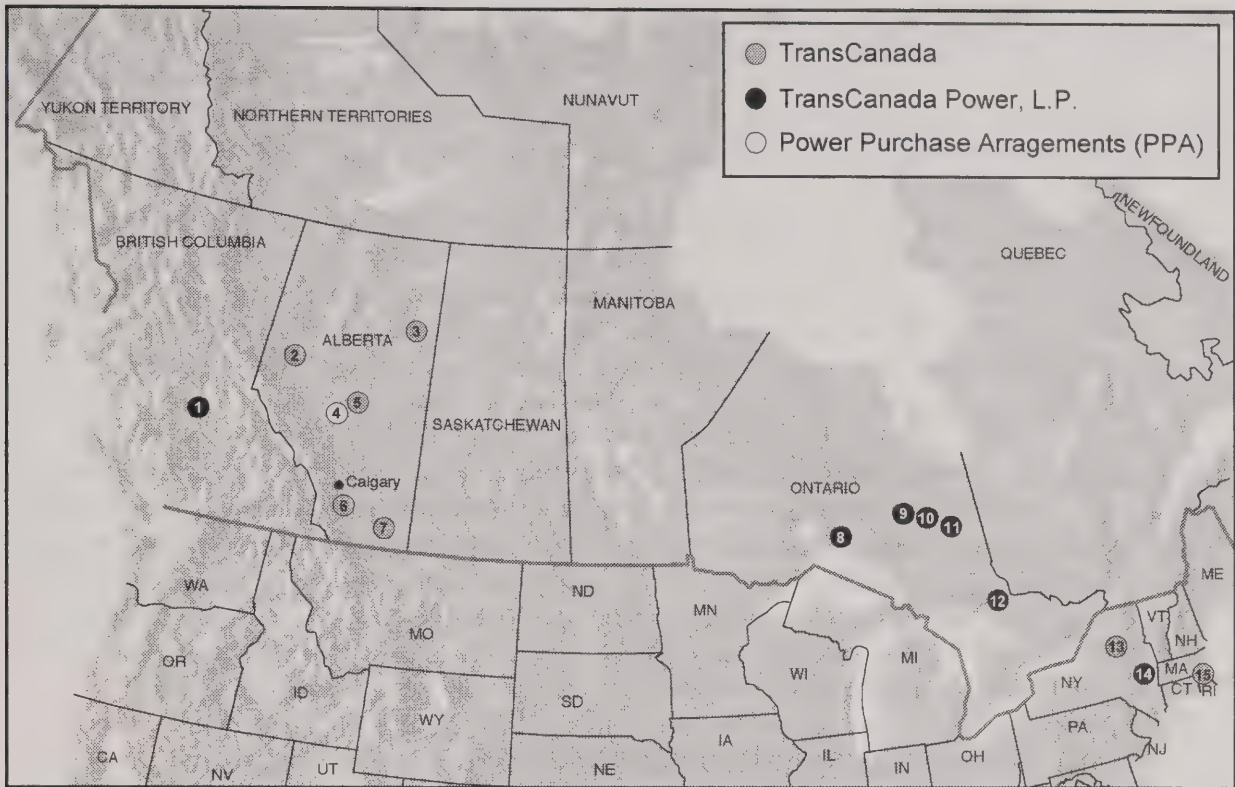 TransCanada
TransCanada Power, L.P.
Power Purchase Arragements (PPA)
YUKON TERRITORY
NORTHERN TERRITORIES
NUNAVUT
NEWFOUNDLAND
BRITISH COLUMBIA
QUEBEC
MANITOBA
ALBERTA
3
2
1
4
5
SASKATCHEWAN
Calgary
6
7
ONTARIO
8
9
10
11
12
WA
ND
MN
ME
MO
OR
ID
WI
MI
VT
NH
13
14
MA
15
CT
RI
NY
SD
WY
PA
NJ
IA
IL
IN
OH
CA
NV
UT
NE